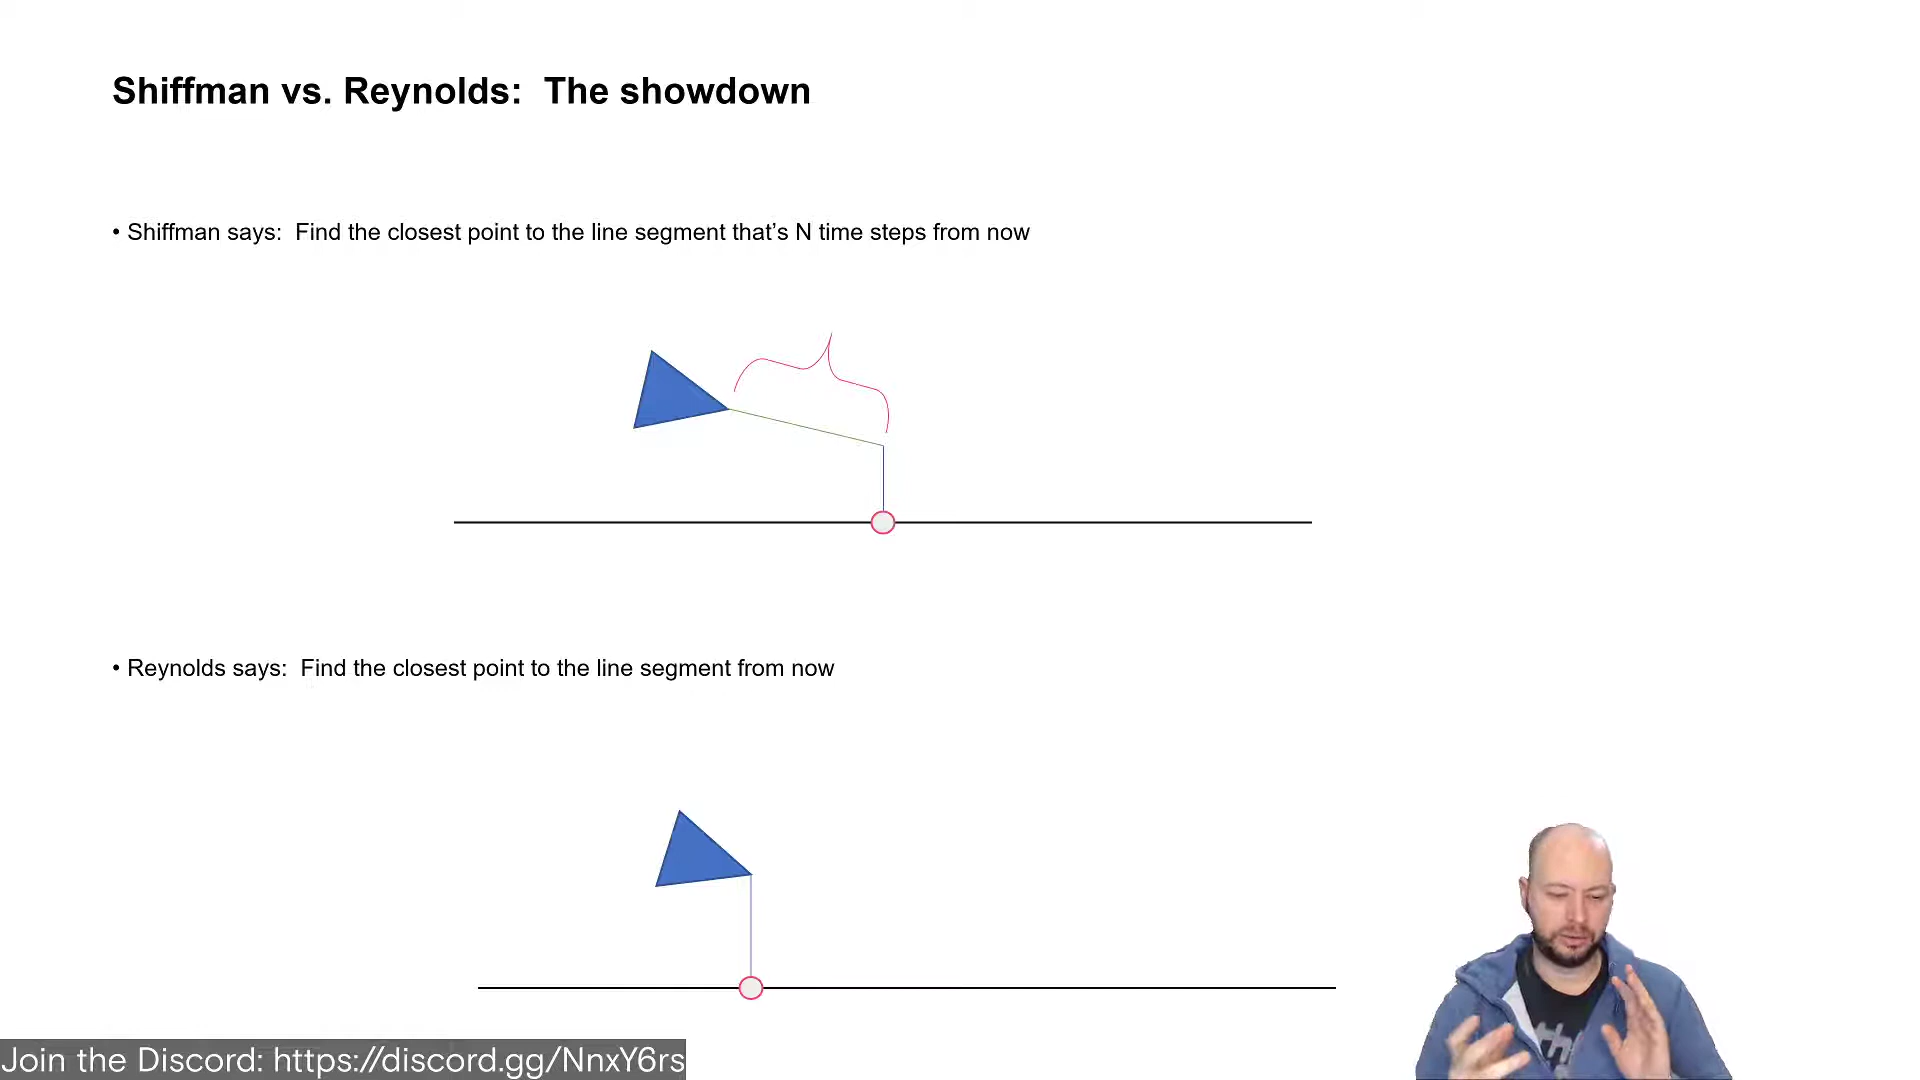 Shiffman vs. Reynolds: The showdown
• Shiffman says: Find the closest point to the line segment that’s N time steps from now
• Reynolds says: Find the closest point to the line segment from now
Join the Discord: https://discord.gg/NnxY6rs